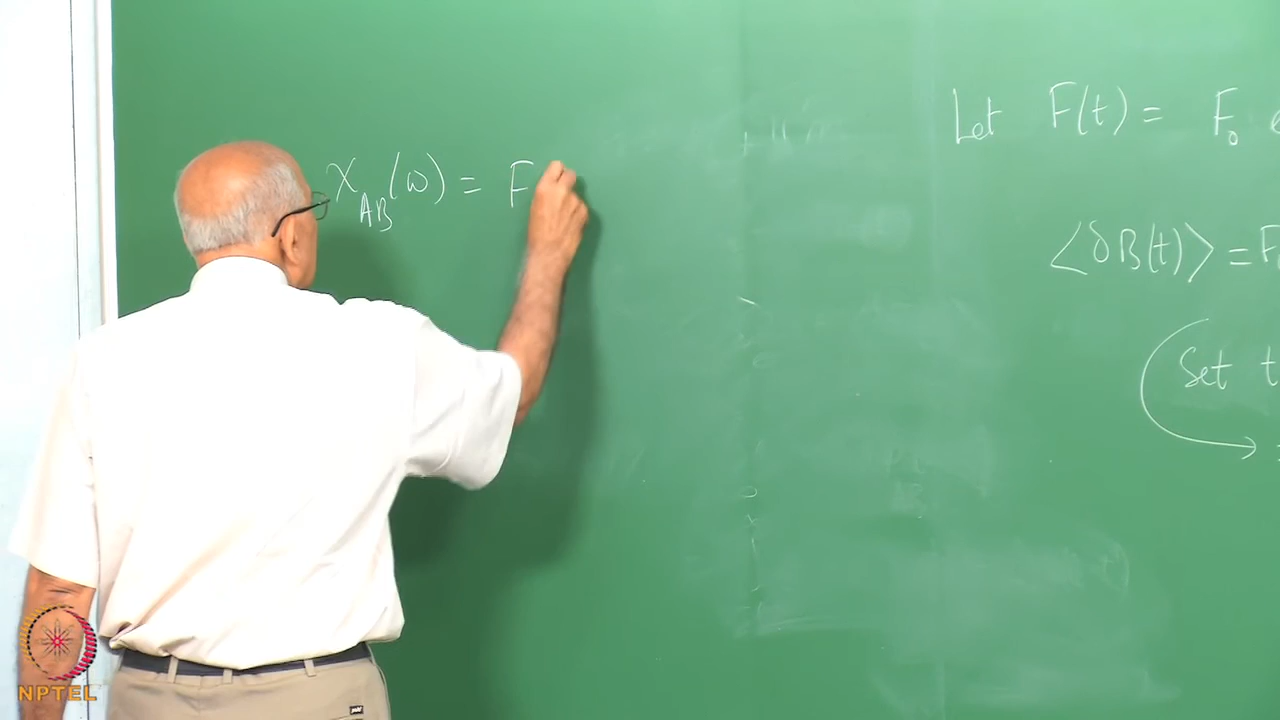 χ_AB(ω) = F
Let F(t) = F₀
⟨δB(t)⟩ = F
Set t
NPTEL